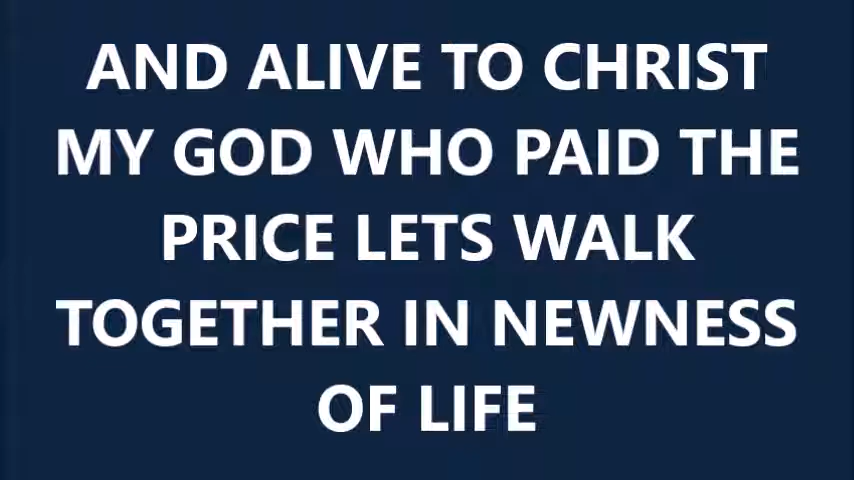 AND ALIVE TO CHRIST
MY GOD WHO PAID THE
PRICE LETS WALK
TOGETHER IN NEWNESS
OF LIFE